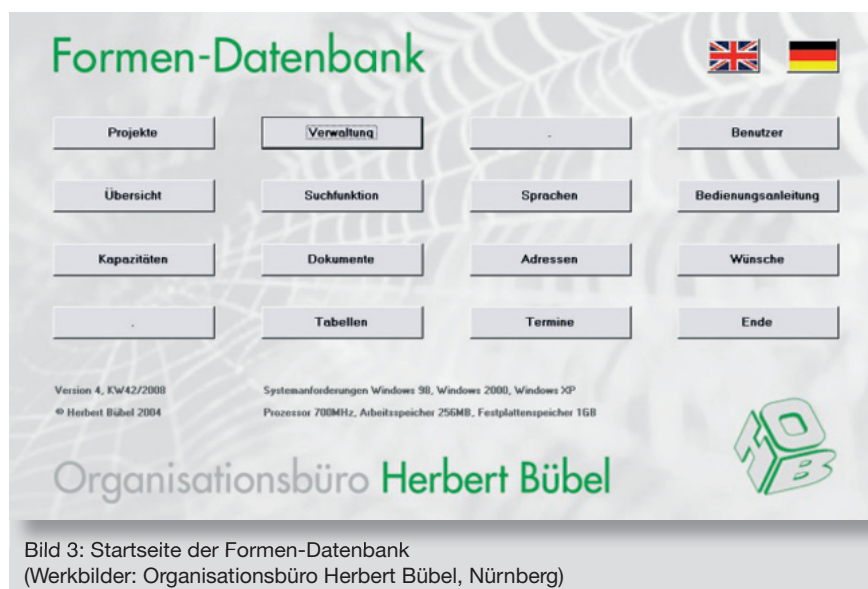 Formen-Datenbank
Projekte Verwaltung . Benutzer
Übersicht Suchfunktion Sprachen Bedienungsanleitung
Kapazitäten Dokumente Adressen Wünsche
. Tabellen Termine Ende
Version 4, KW42/2008 Systemanforderungen Windows 98, Windows 2000, Windows XP
© Herbert Bübel 2004 Prozessor 700MHz, Arbeitsspeicher 256MB, Festplattenspeicher 1GB
HOB
Organisationsbüro Herbert Bübel
Bild 3: Startseite der Formen-Datenbank
(Werkbilder: Organisationsbüro Herbert Bübel, Nürnberg)